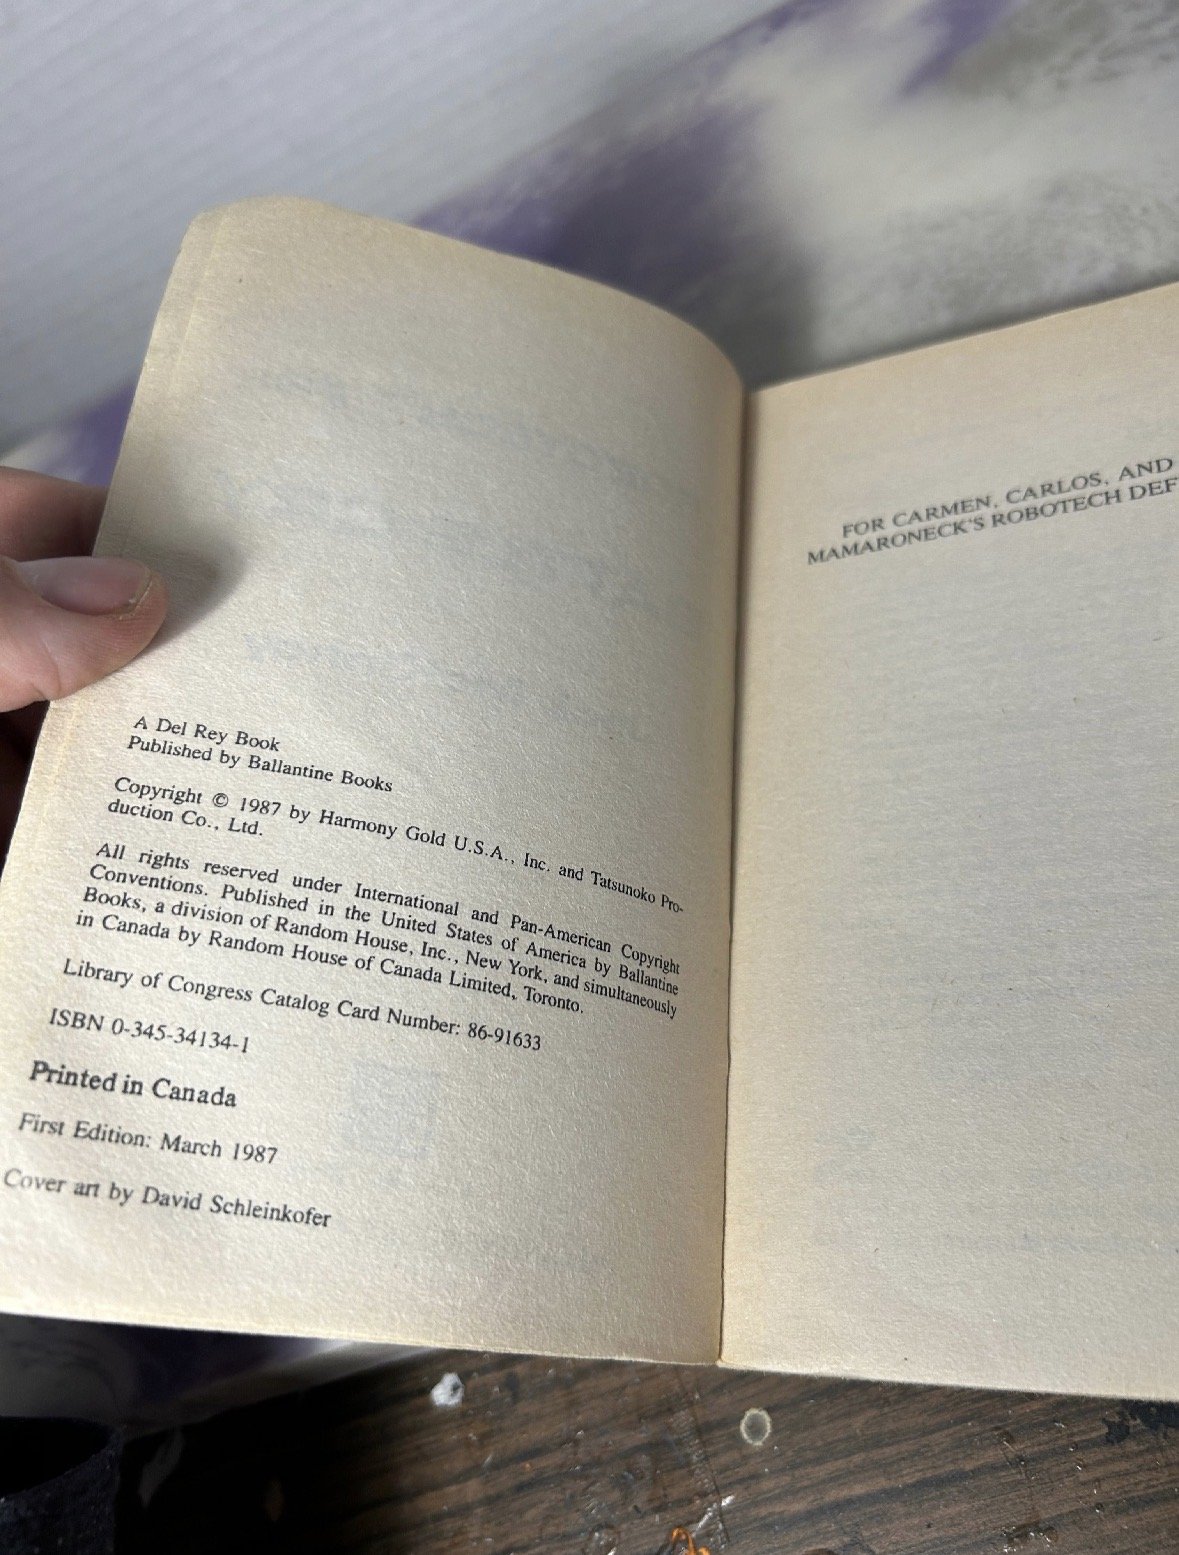 A Del Rey Book
Published by Ballantine Books
Copyright © 1987 by Harmony Gold U.S.A., Inc. and Tatsunoko Pro-
duction Co., Ltd.
All rights reserved under International and Pan-American Copyright
Conventions. Published in the United States of America by Ballantine
Books, a division of Random House, Inc., New York, and simultaneously
in Canada by Random House of Canada Limited, Toronto.
Library of Congress Catalog Card Number: 86-91633
ISBN 0-345-34134-1
Printed in Canada
First Edition: March 1987
Cover art by David Schleinkofer
FOR CARMEN, CARLOS, AND
MAMARONECK'S ROBOTECH DEF